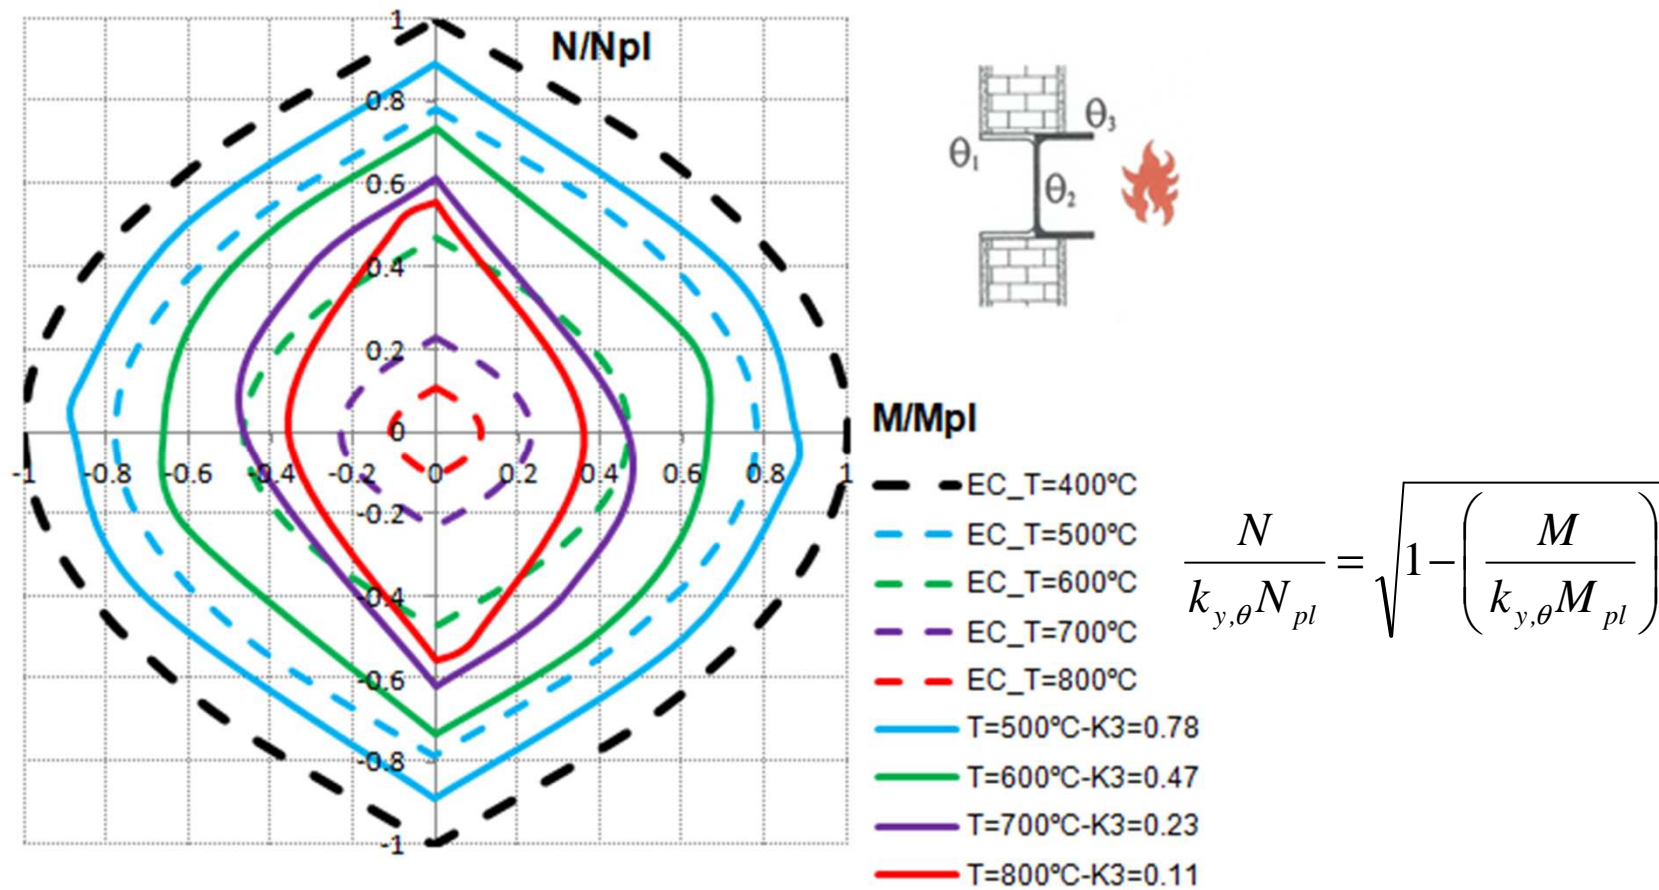 N/Npl
1
0.8
0.6
0.4
0.2
0
-1 -0.8 -0.6 -0.4 -0.2 0 0.2 0.4 0.6 0.8 1
-0.2
-0.4
-0.6
-0.8
-1
θ3
θ1
θ2
M/Mpl
EC_T=400ºC
EC_T=500ºC
EC_T=600ºC
EC_T=700ºC
EC_T=800ºC
T=500ºC-K3=0.78
T=600ºC-K3=0.47
T=700ºC-K3=0.23
T=800ºC-K3=0.11
N / (k_{y,θ} N_{pl}) = √(1 − (M / (k_{y,θ} M_{pl})))